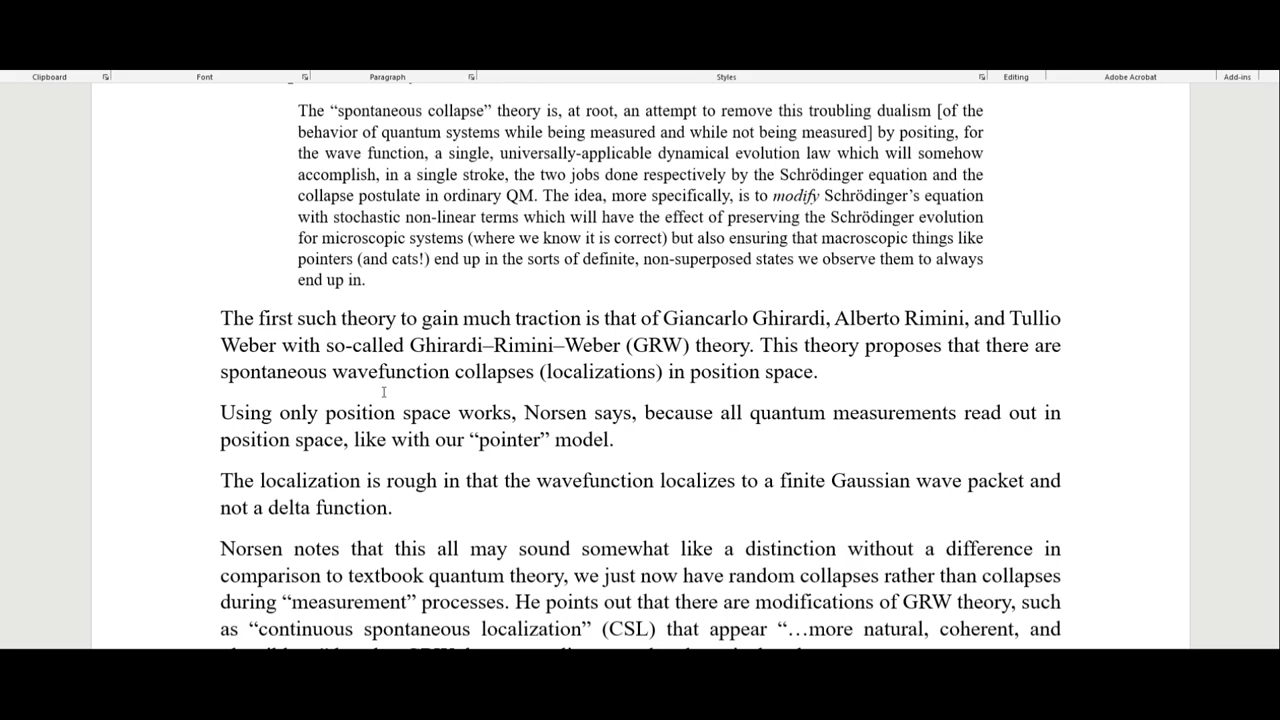 Clipboard Font Paragraph Styles Editing Adobe Acrobat Add-ins
The “spontaneous collapse” theory is, at root, an attempt to remove this troubling dualism [of the
behavior of quantum systems while being measured and while not being measured] by positing, for
the wave function, a single, universally-applicable dynamical evolution law which will somehow
accomplish, in a single stroke, the two jobs done respectively by the Schrödinger equation and the
collapse postulate in ordinary QM. The idea, more specifically, is to modify Schrödinger’s equation
with stochastic non-linear terms which will have the effect of preserving the Schrödinger evolution
for microscopic systems (where we know it is correct) but also ensuring that macroscopic things like
pointers (and cats!) end up in the sorts of definite, non-superposed states we observe them to always
end up in.
The first such theory to gain much traction is that of Giancarlo Ghirardi, Alberto Rimini, and Tullio
Weber with so-called Ghirardi–Rimini–Weber (GRW) theory. This theory proposes that there are
spontaneous wavefunction collapses (localizations) in position space.
Using only position space works, Norsen says, because all quantum measurements read out in
position space, like with our “pointer” model.
The localization is rough in that the wavefunction localizes to a finite Gaussian wave packet and
not a delta function.
Norsen notes that this all may sound somewhat like a distinction without a difference in
comparison to textbook quantum theory, we just now have random collapses rather than collapses
during “measurement” processes. He points out that there are modifications of GRW theory, such
as “continuous spontaneous localization” (CSL) that appear “…more natural, coherent, and